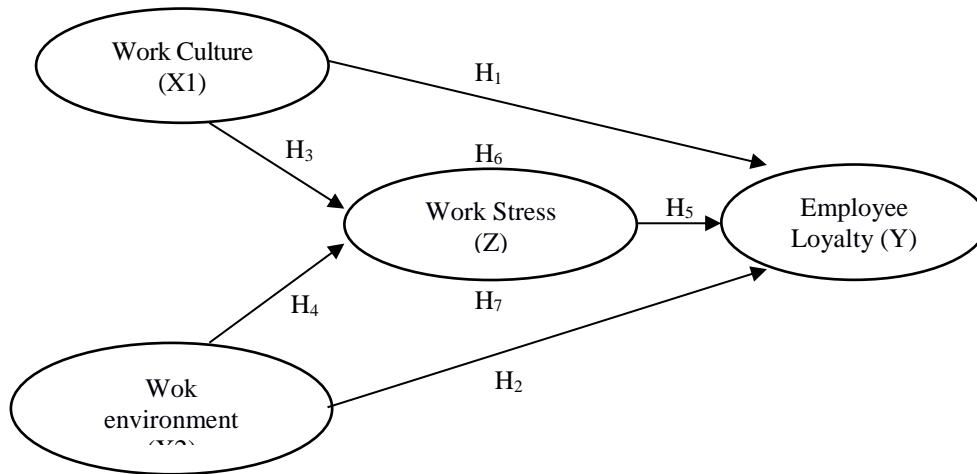 Work Culture
(X1)
H₁
H₃
H₆
Work Stress
(Z)
H₅
Employee
Loyalty (Y)
H₄
H₇
H₂
Wok
environment